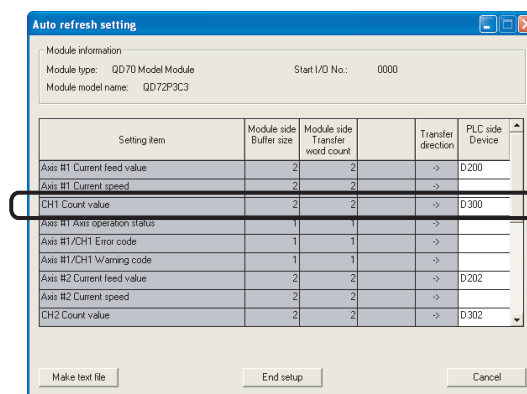 Auto refresh setting
Module information
Module type: QD70 Model Module Start I/O No.: 0000
Module model name: QD72P3C3
Setting item Module side Buffer size Module side Transfer word count Transfer direction PLC side Device
Axis #1 Current feed value 2 2 -> D200
Axis #1 Current speed 2 2 ->
CH1 Count value 2 2 -> D300
Axis #1 Axis operation status 1 1 ->
Axis #1/CH1 Error code 1 1 ->
Axis #1/CH1 Warning code 1 1 ->
Axis #2 Current feed value 2 2 -> D202
Axis #2 Current speed 2 2 ->
CH2 Count value 2 2 -> D302
Make text file End setup Cancel